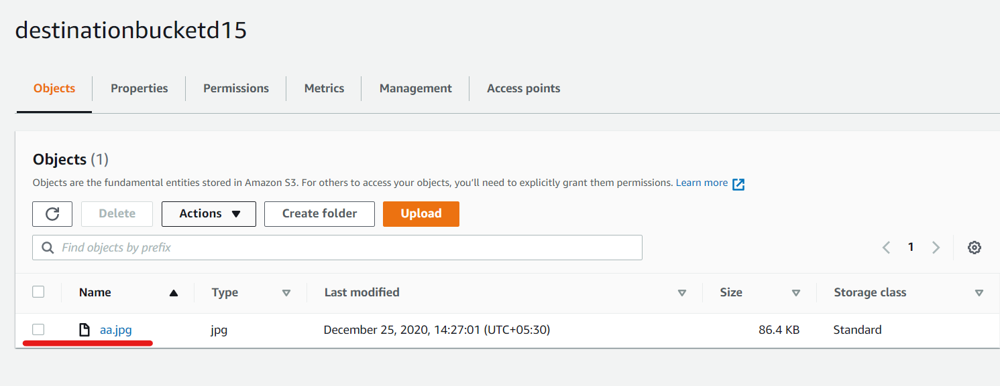 destinationbucketd15
Objects Properties Permissions Metrics Management Access points
Objects (1)
Objects are the fundamental entities stored in Amazon S3. For others to access your objects, you'll need to explicitly grant them permissions. Learn more
Delete Actions Create folder Upload
Find objects by prefix 1
Name Type Last modified Size Storage class
aa.jpg jpg December 25, 2020, 14:27:01 (UTC+05:30) 86.4 KB Standard